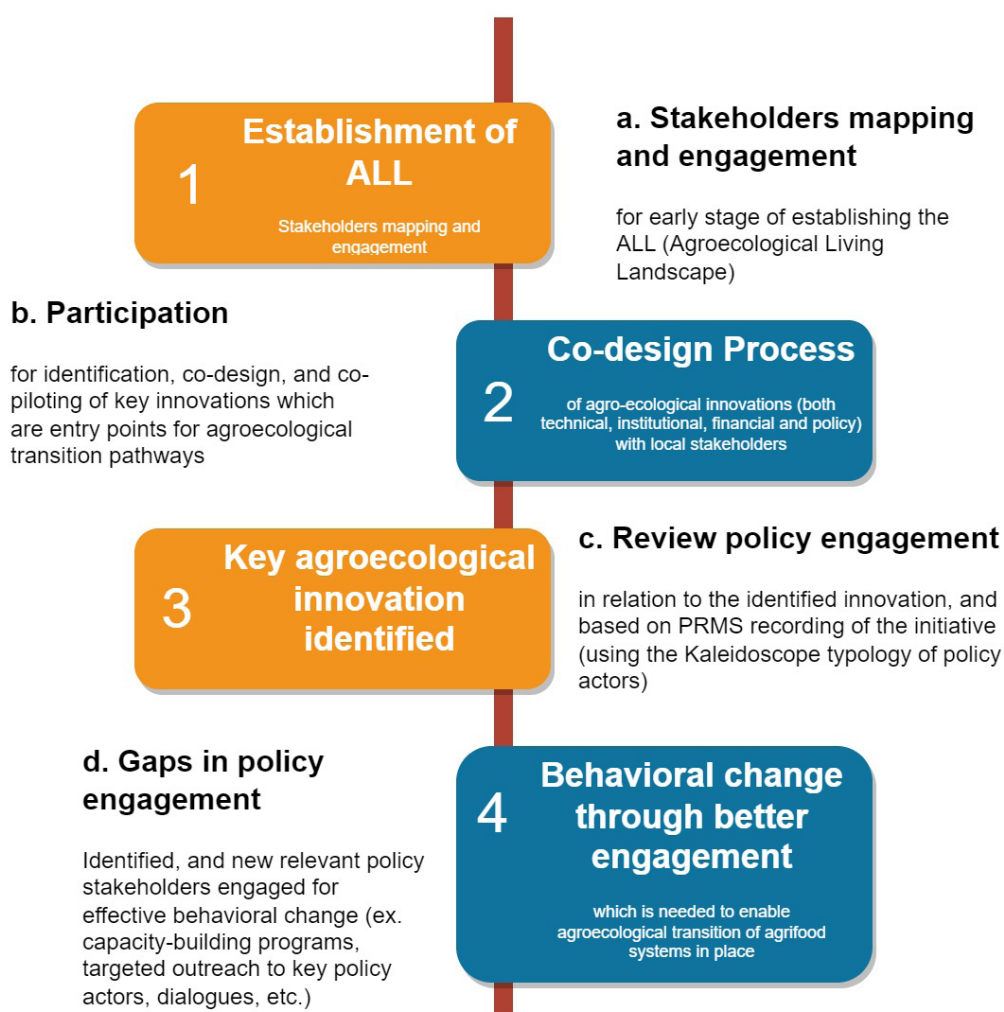 1
Establishment of
ALL
Stakeholders mapping and
engagement
a. Stakeholders mapping
and engagement
for early stage of establishing the
ALL (Agroecological Living
Landscape)
b. Participation
for identification, co-design, and co-
piloting of key innovations which
are entry points for agroecological
transition pathways
2
Co-design Process
of agro-ecological innovations (both
technical, institutional, financial and policy)
with local stakeholders
3
Key agroecological
innovation
identified
c. Review policy engagement
in relation to the identified innovation, and
based on PRMS recording of the initiative
(using the Kaleidoscope typology of policy
actors)
d. Gaps in policy
engagement
Identified, and new relevant policy
stakeholders engaged for
effective behavioral change (ex.
capacity-building programs,
targeted outreach to key policy
actors, dialogues, etc.)
4
Behavioral change
through better
engagement
which is needed to enable
agroecological transition of agrifood
systems in place